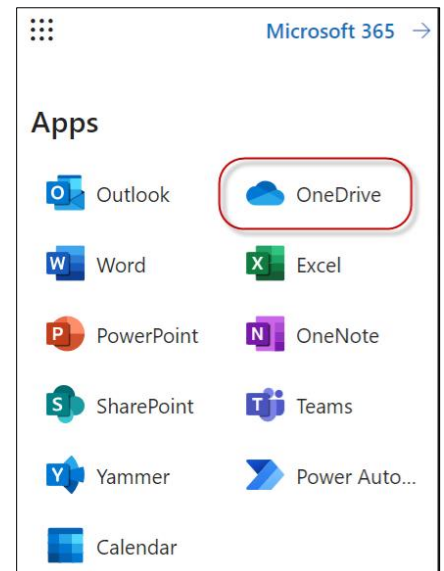 Microsoft 365 →
Apps
Outlook OneDrive
Word Excel
PowerPoint OneNote
SharePoint Teams
Yammer Power Auto...
Calendar